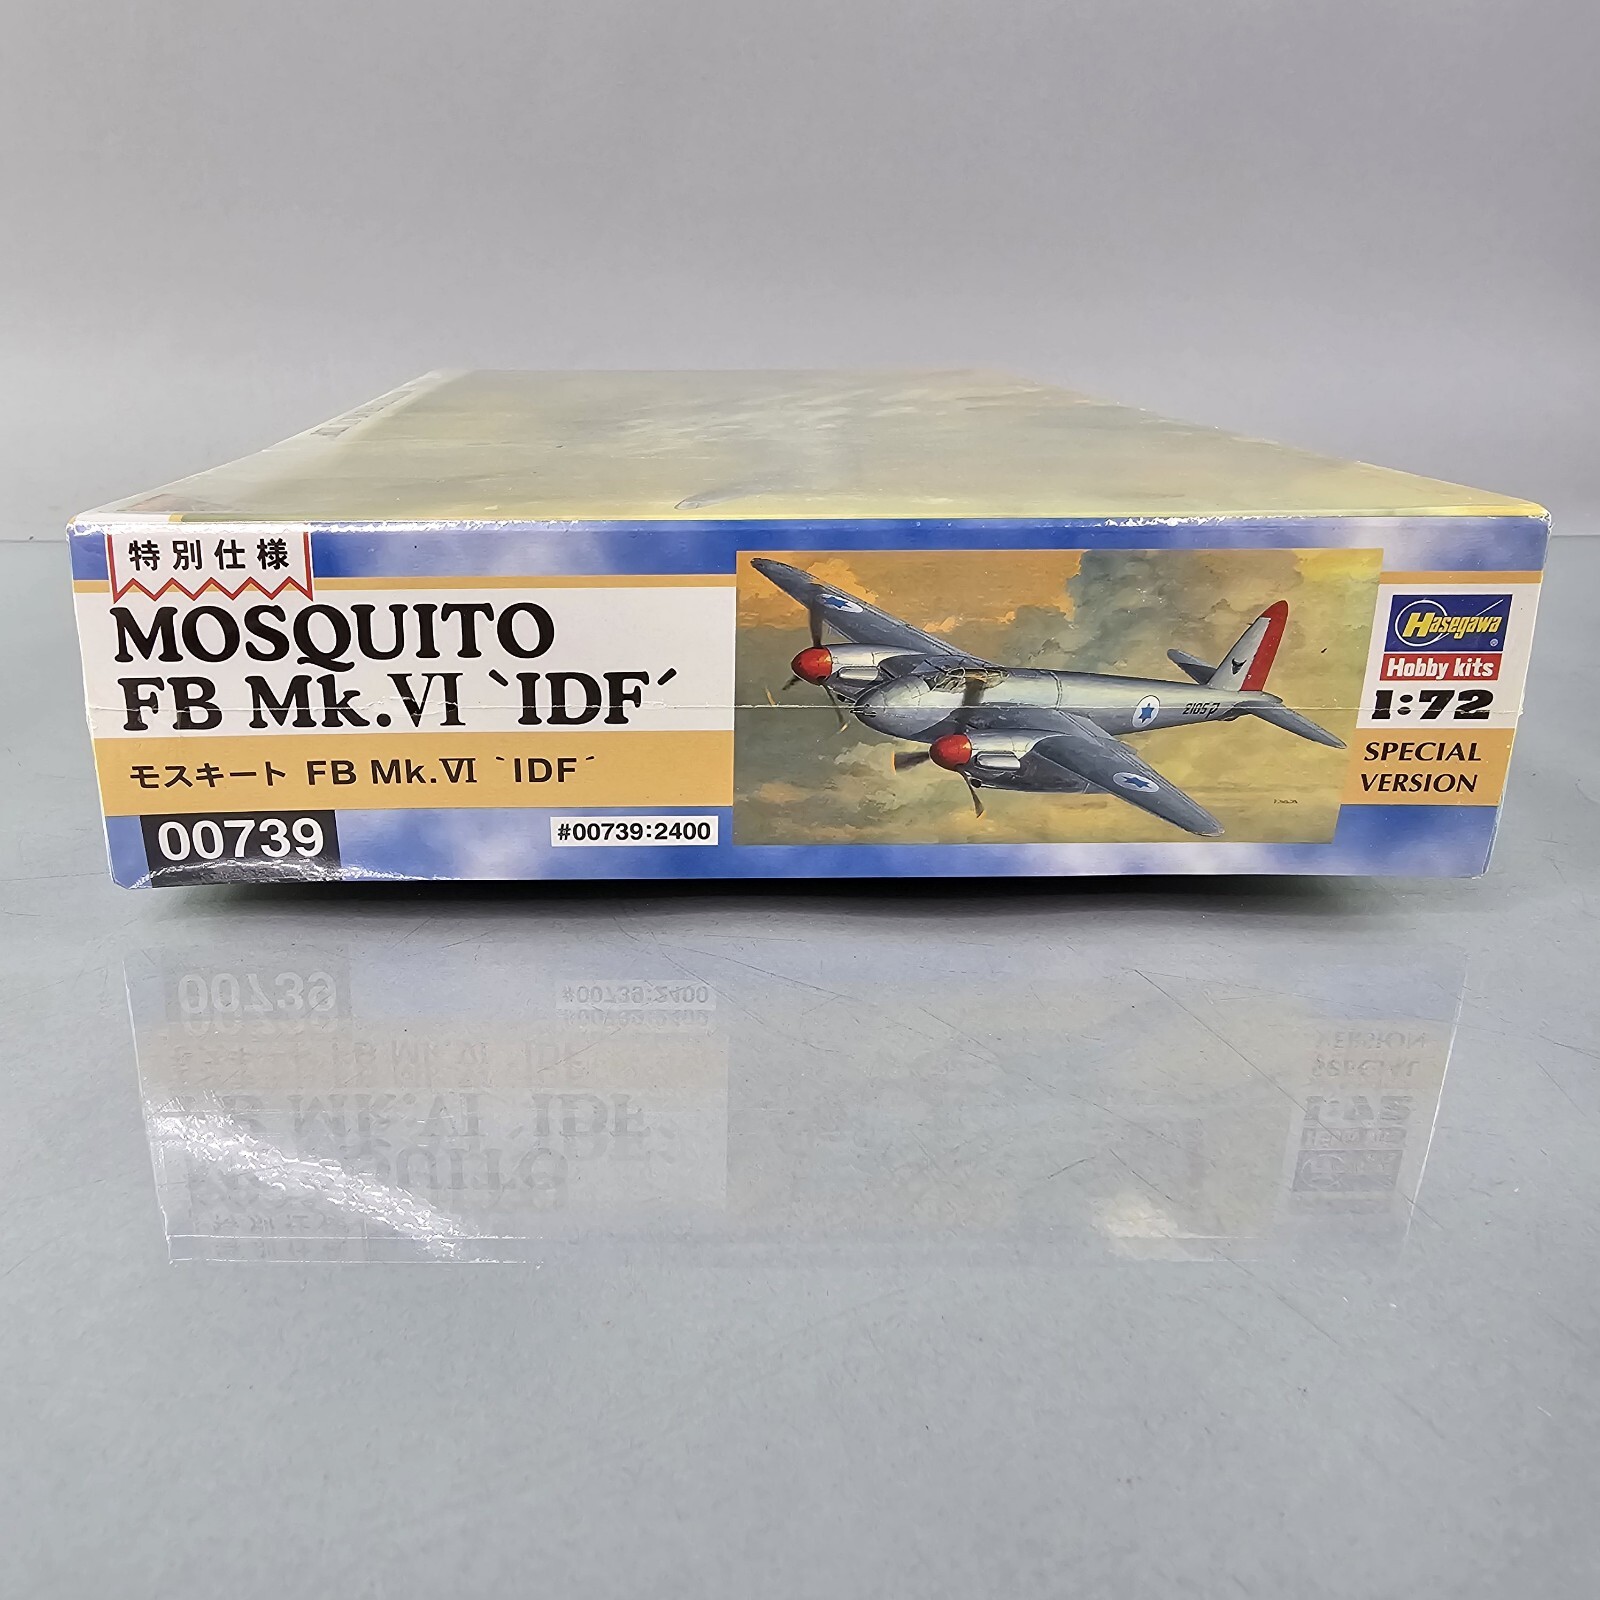 特別仕様
MOSQUITO
FB Mk.Ⅵ `IDF´
モスキート FB Mk.Ⅵ `IDF´
00739
#00739:2400
2105
Hasegawa
Hobby kits
1:72
SPECIAL
VERSION